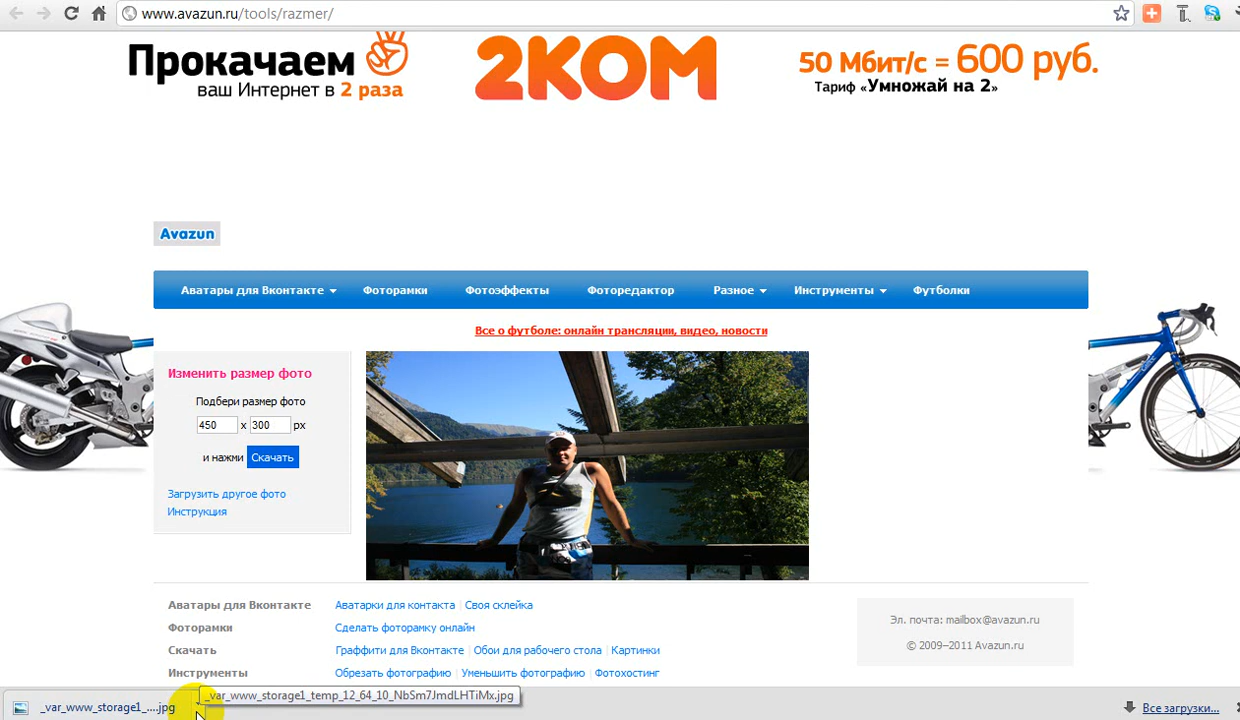 www.avazun.ru/tools/razmer/
Прокачаем
ваш Интернет в 2 раза
2КОМ
50 Мбит/с = 600 руб.
Тариф «Умножай на 2»
Avazun
Аватары для Вконтакте Фоторамки Фотоэффекты Фоторедактор Разное Инструменты Футболки
Все о футболе: онлайн трансляции, видео, новости
Изменить размер фото
Подбери размер фото
450 x 300 px
и нажми Скачать
Загрузить другое фото
Инструкция
Аватары для Вконтакте Аватарки для контакта | Своя склейка
Фоторамки Сделать фоторамку онлайн
Скачать Граффити для Вконтакте | Обои для рабочего стола | Картинки
Инструменты Обрезать фотографию | Уменьшить фотографию | Фотохостинг
Эл. почта: mailbox@avazun.ru
© 2009–2011 Avazun.ru
_var_www_storage1_temp_12_64_10_NbSm7JmdLHTiMx.jpg
_var_www_storage1_....jpg
Все загрузки...